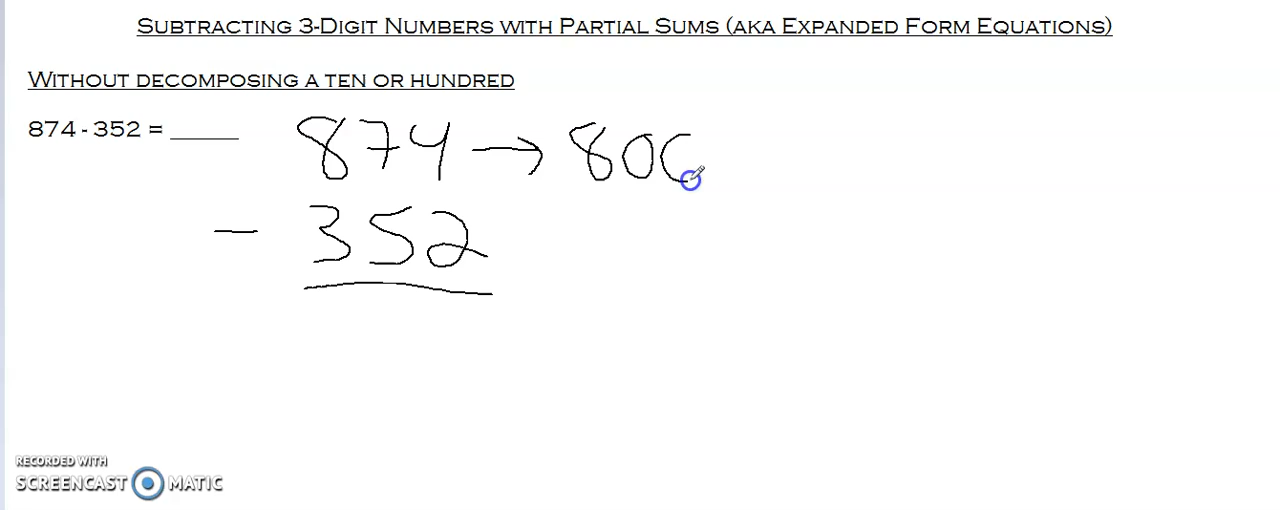 SUBTRACTING 3-DIGIT NUMBERS WITH PARTIAL SUMS (AKA EXPANDED FORM EQUATIONS)
WITHOUT DECOMPOSING A TEN OR HUNDRED
874 - 352 = _____
874 → 800
- 352
RECORDED WITH
SCREENCAST MATIC